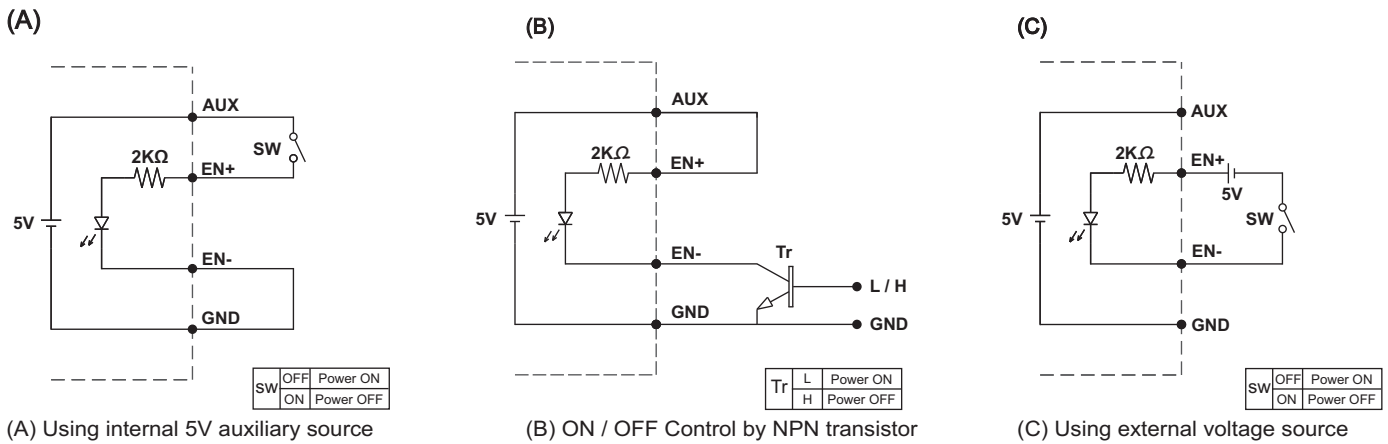 (A)
AUX
2KΩ
SW
EN+
5V
EN-
GND
SW
OFF Power ON
ON Power OFF
(A) Using internal 5V auxiliary source
(B)
AUX
2KΩ
EN+
5V
EN-
Tr
L / H
GND
GND
Tr
L Power ON
H Power OFF
(B) ON / OFF Control by NPN transistor
(C)
AUX
2KΩ
EN+
5V
5V
SW
EN-
GND
SW
OFF Power ON
ON Power OFF
(C) Using external voltage source